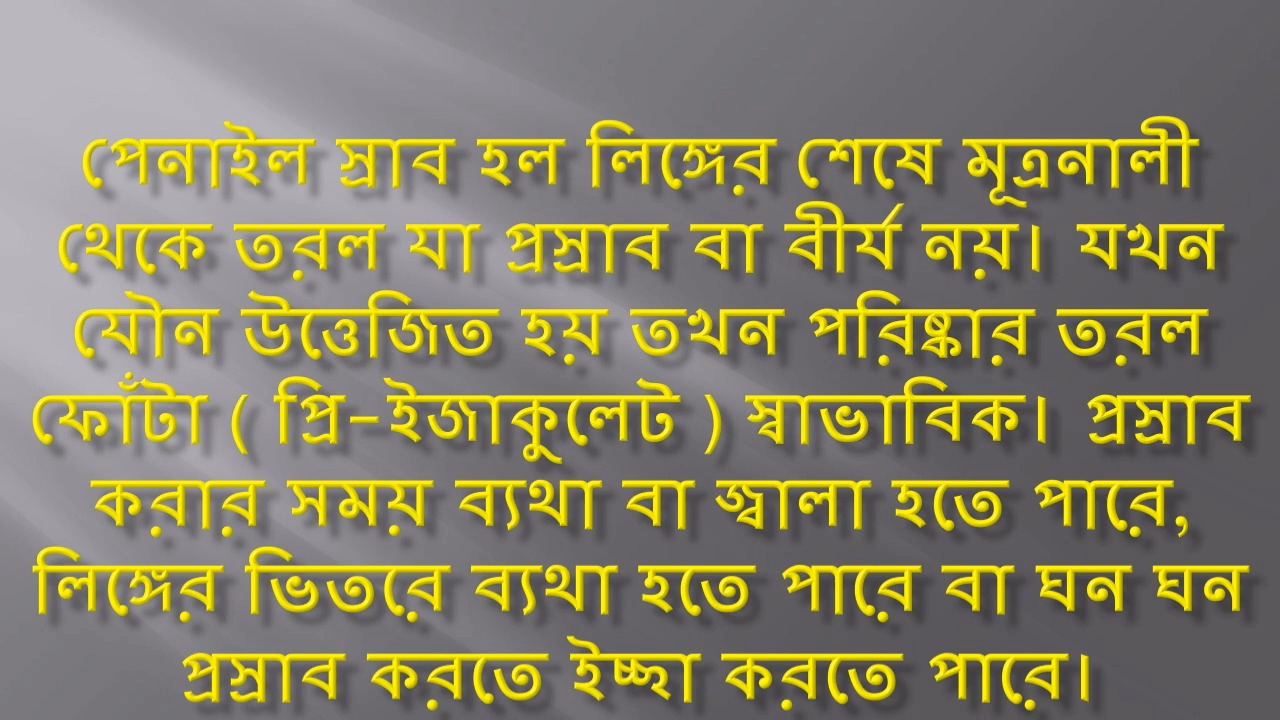 পেনাইল স্রাব হল লিঙ্গের শেষে মূত্রনালী
থেকে তরল যা প্রস্রাব বা বীর্য নয়। যখন
যৌন উত্তেজিত হয় তখন পরিষ্কার তরল
ফোঁটা ( প্রি-ইজাকুলেট ) স্বাভাবিক। প্রস্রাব
করার সময় ব্যথা বা জ্বালা হতে পারে,
লিঙ্গের ভিতরে ব্যথা হতে পারে বা ঘন ঘন
প্রস্রাব করতে ইচ্ছা করতে পারে।